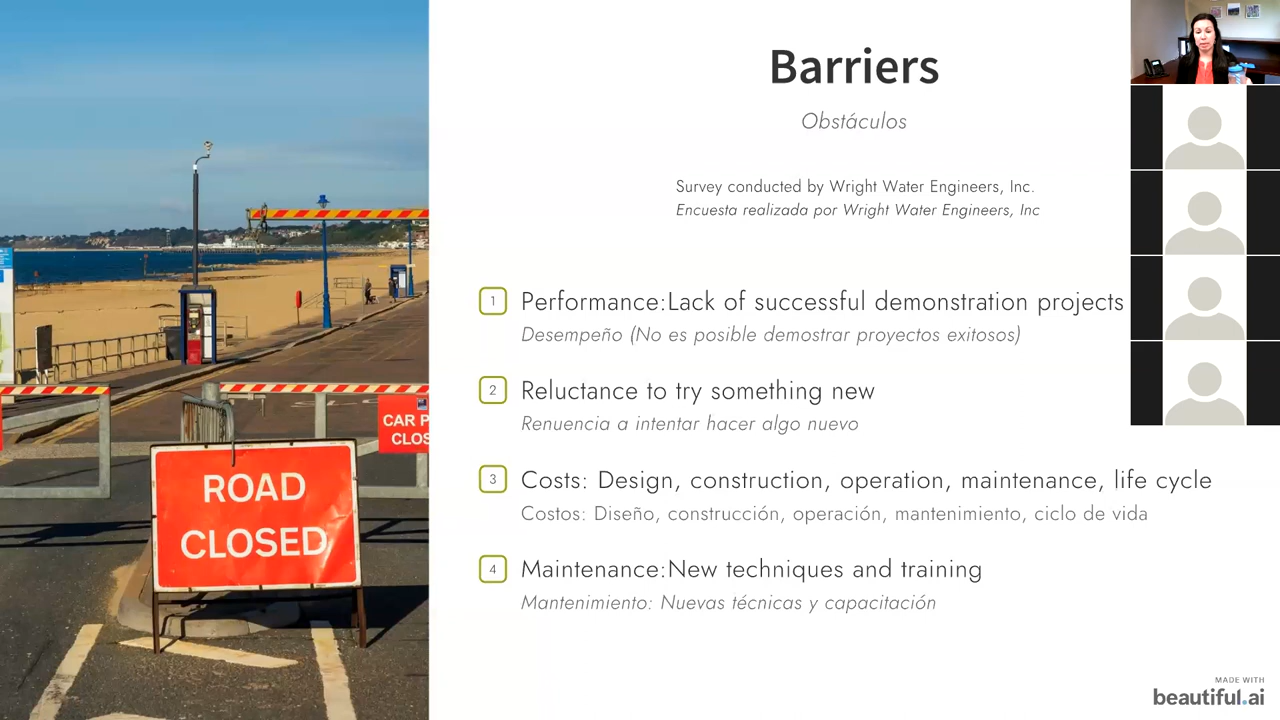 Barriers
Obstáculos
Survey conducted by Wright Water Engineers, Inc.
Encuesta realizada por Wright Water Engineers, Inc
1 Performance:Lack of successful demonstration projects
Desempeño (No es posible demostrar proyectos exitosos)
2 Reluctance to try something new
Renuencia a intentar hacer algo nuevo
3 Costs: Design, construction, operation, maintenance, life cycle
Costos: Diseño, construcción, operación, mantenimiento, ciclo de vida
4 Maintenance:New techniques and training
Mantenimiento: Nuevas técnicas y capacitación
CAR P
CLOS
ROAD
CLOSED
MADE WITH
beautiful.ai